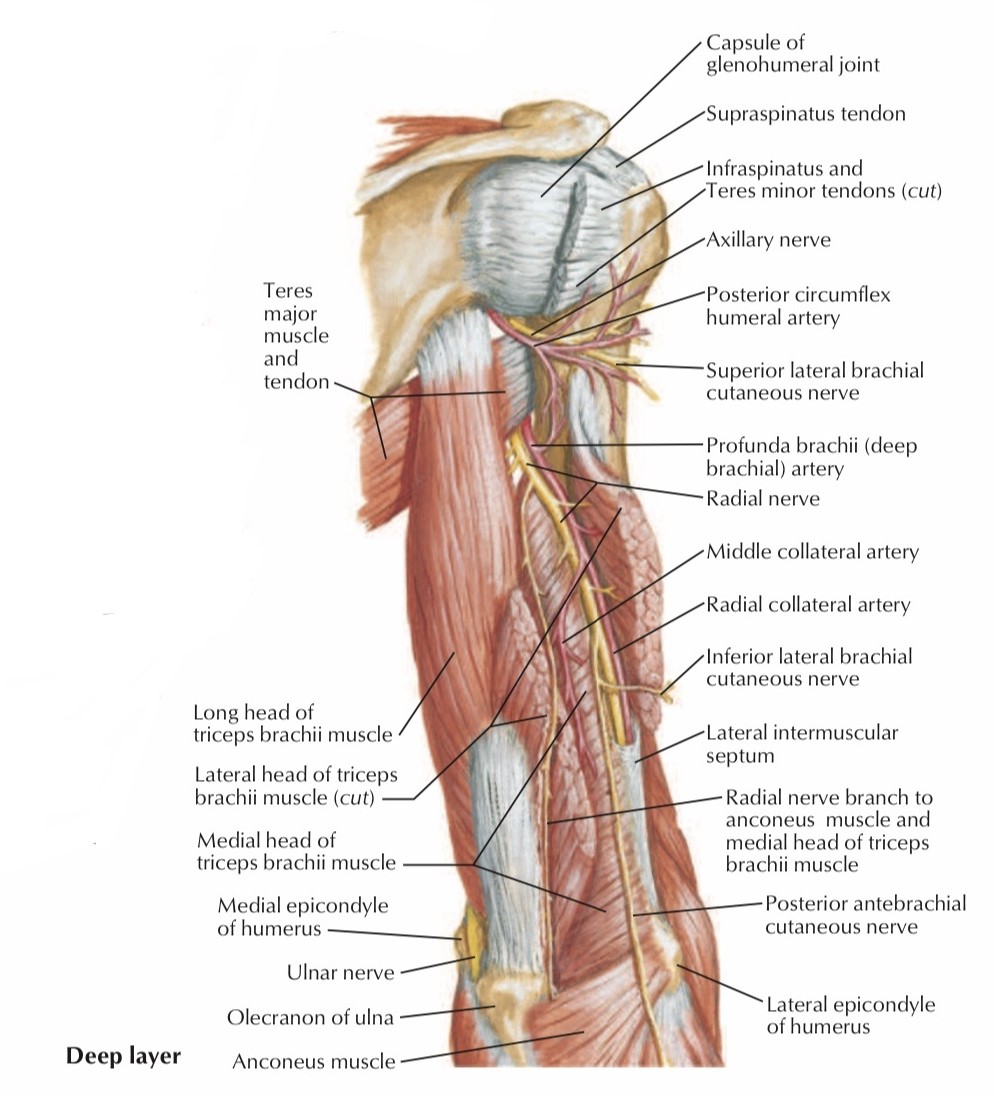 Capsule of
glenohumeral joint
Supraspinatus tendon
Infraspinatus and
Teres minor tendons (cut)
Axillary nerve
Posterior circumflex
humeral artery
Superior lateral brachial
cutaneous nerve
Profunda brachii (deep
brachial) artery
Radial nerve
Middle collateral artery
Radial collateral artery
Inferior lateral brachial
cutaneous nerve
Lateral intermuscular
septum
Radial nerve branch to
anconeus muscle and
medial head of triceps
brachii muscle
Posterior antebrachial
cutaneous nerve
Lateral epicondyle
of humerus
Teres
major
muscle
and
tendon
Long head of
triceps brachii muscle
Lateral head of triceps
brachii muscle (cut)
Medial head of
triceps brachii muscle
Medial epicondyle
of humerus
Ulnar nerve
Olecranon of ulna
Anconeus muscle
Deep layer